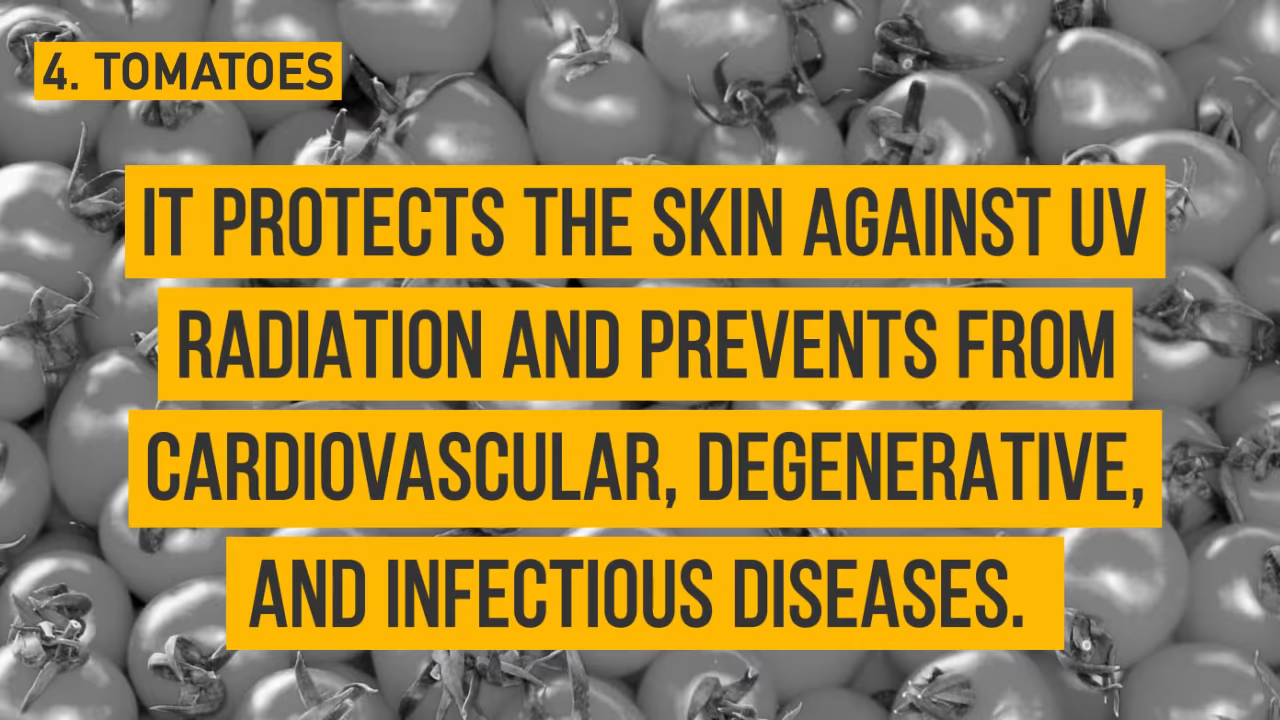 4. TOMATOES
IT PROTECTS THE SKIN AGAINST UV
RADIATION AND PREVENTS FROM
CARDIOVASCULAR, DEGENERATIVE,
AND INFECTIOUS DISEASES.